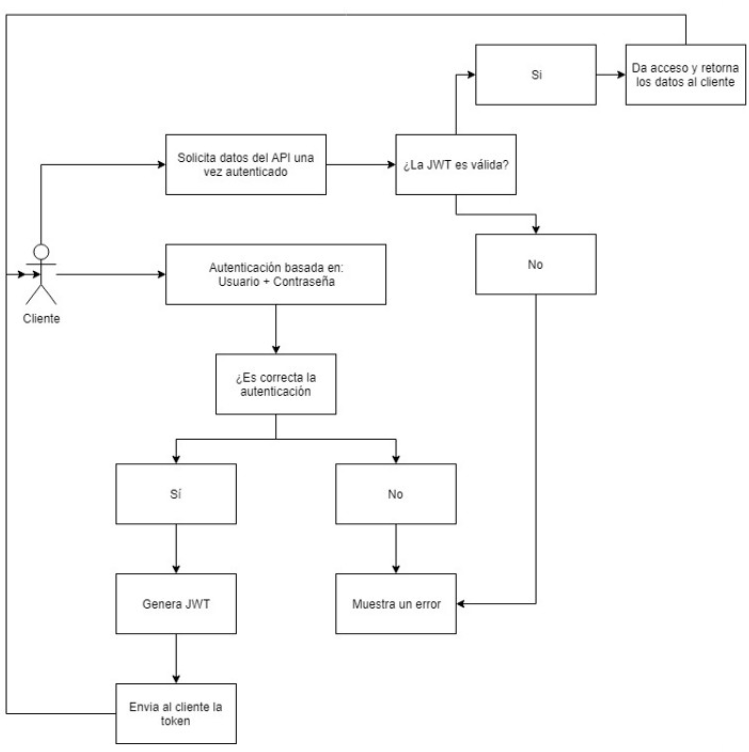 Si
Da acceso y retorna
los datos al cliente
Solicita datos del API una
vez autenticado
¿La JWT es válida?
No
Autenticación basada en:
Usuario + Contraseña
Cliente
¿Es correcta la
autenticación
Sí
No
Genera JWT
Muestra un error
Envia al cliente la
token